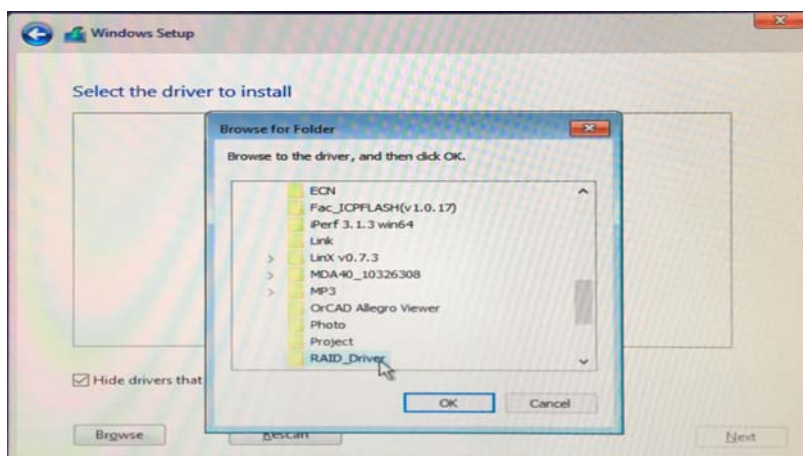 Windows Setup
Select the driver to install
Browse for Folder
Browse to the driver, and then click OK.
ECN
Fac_ICPFLASH(v1.0.17)
iPerf 3.1.3 win64
Link
LinX v0.7.3
MDA40_10326308
MP3
OrCAD Allegro Viewer
Photo
Project
RAID_Driver
Hide drivers that
OK
Cancel
Browse
Rescan
Next